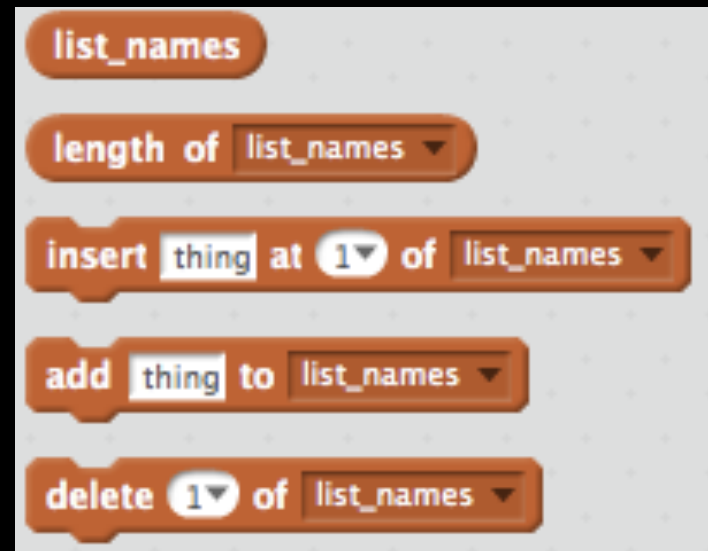 list_names
length of list_names
insert thing at 1 of list_names
add thing to list_names
delete 1 of list_names